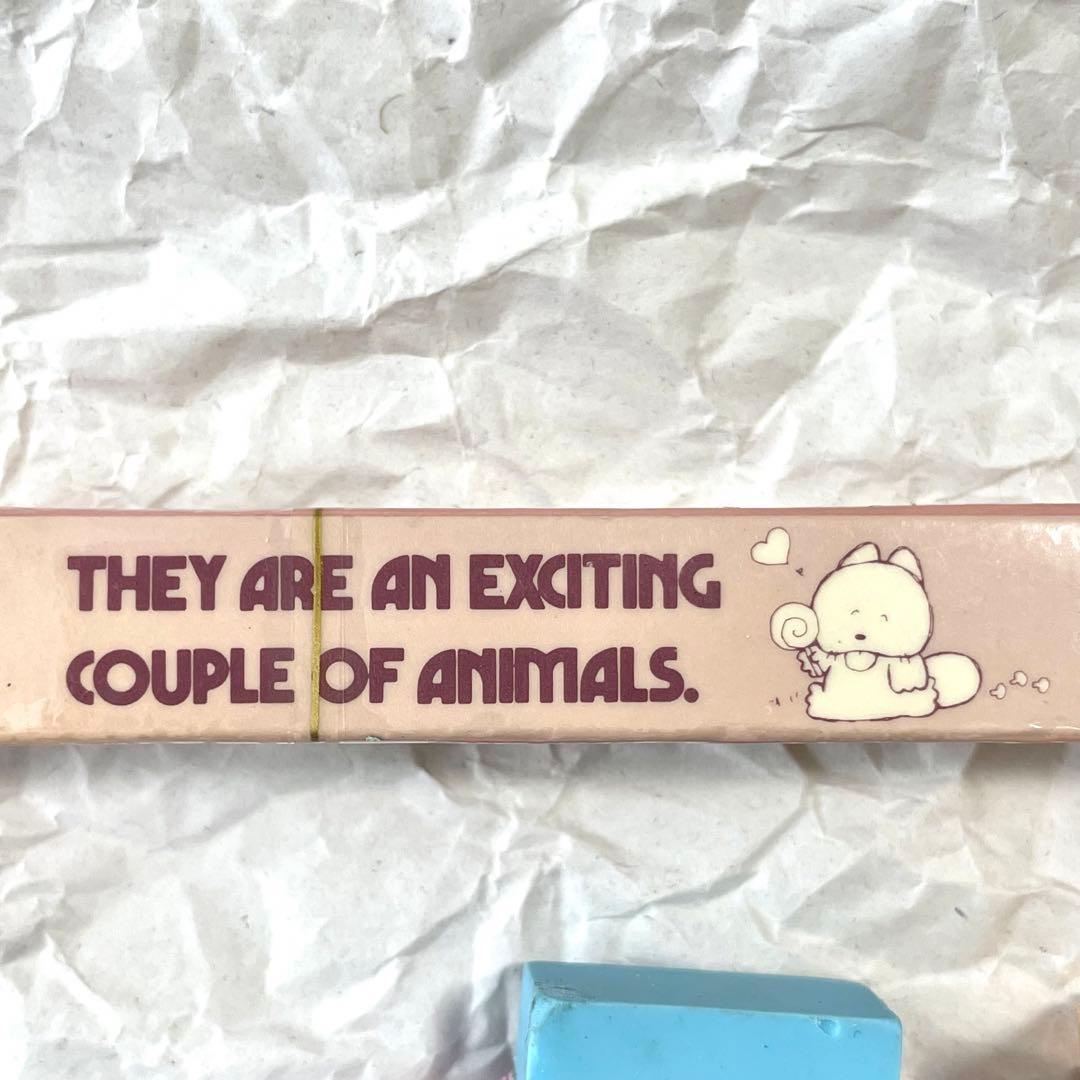 THEY ARE AN EXCITING
COUPLE OF ANIMALS.